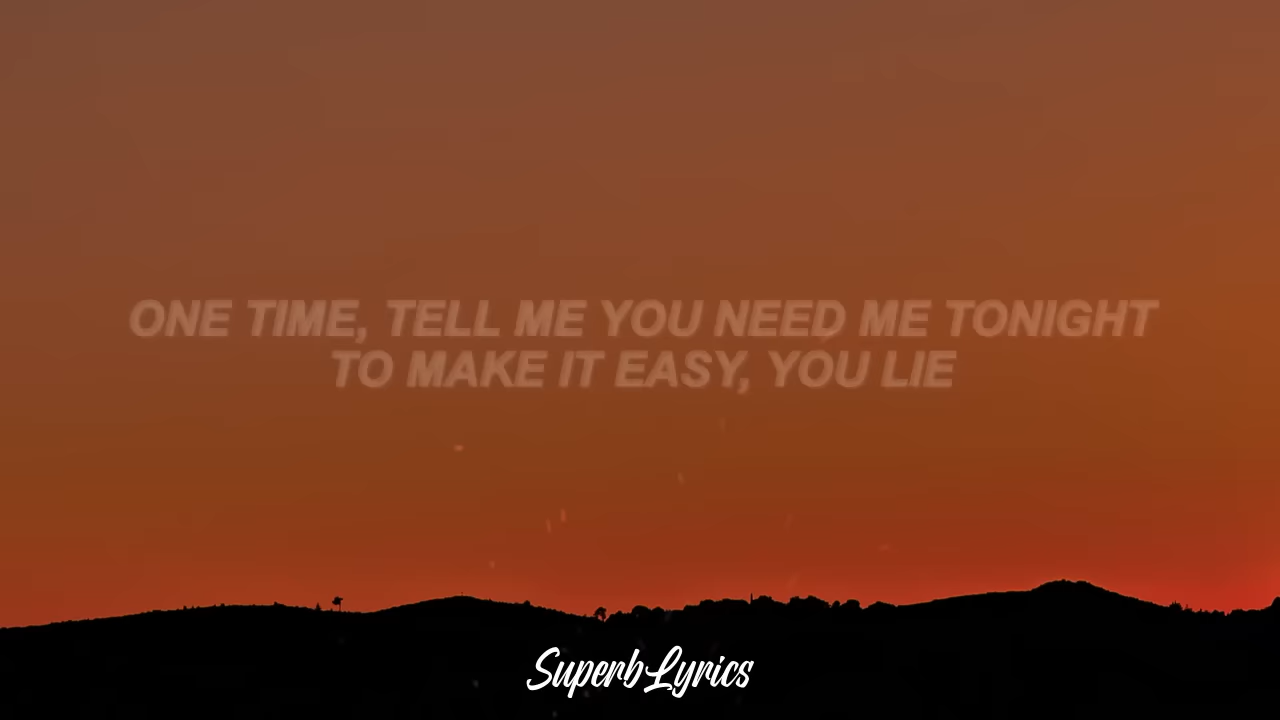 ONE TIME, TELL ME YOU NEED ME TONIGHT
TO MAKE IT EASY, YOU LIE
SuperbLyrics